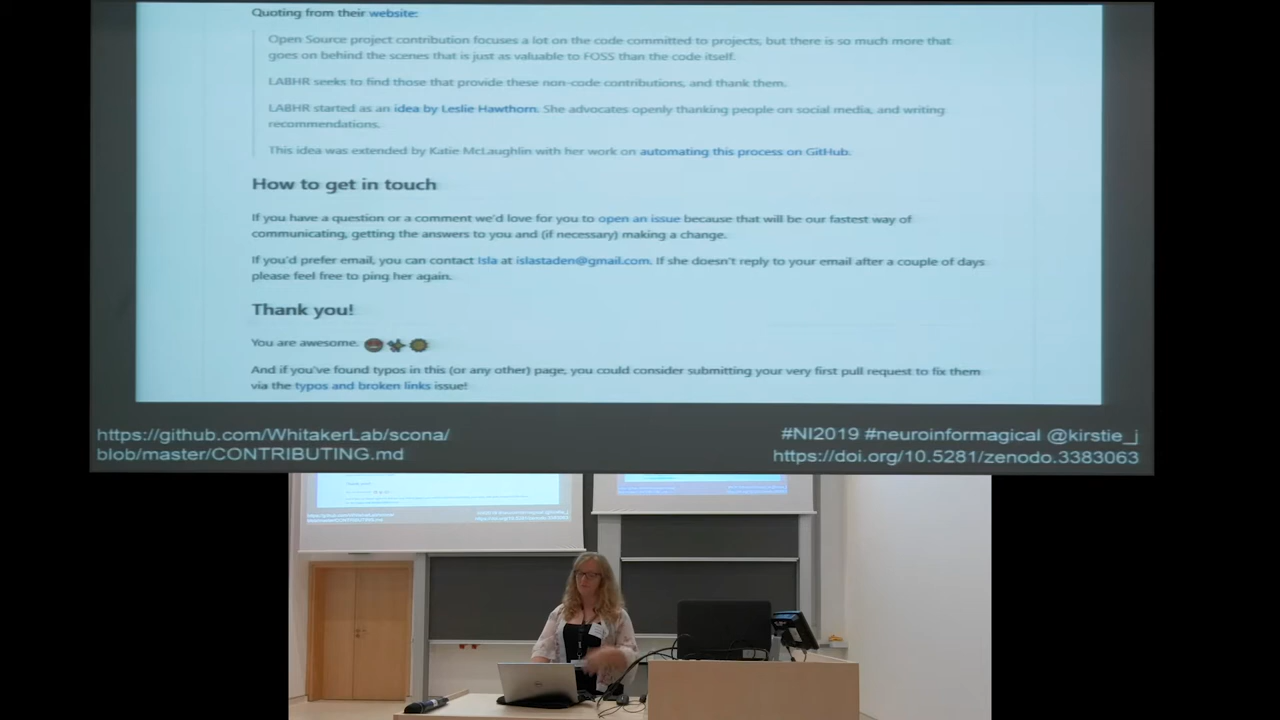 Quoting from their website:
Open Source project contribution focuses a lot on the code committed to projects, but there is so much more that
goes on behind the scenes that is just as valuable to FOSS than the code itself.
LABHR seeks to find those that provide these non-code contributions, and thank them.
LABHR started as an idea by Leslie Hawthorn. She advocates openly thanking people on social media, and writing
recommendations.
This idea was extended by Katie McLaughlin with her work on automating this process on GitHub.
How to get in touch
If you have a question or a comment we'd love for you to open an issue because that will be our fastest way of
communicating, getting the answers to you and (if necessary) making a change.
If you'd prefer email, you can contact Isla at islastaden@gmail.com. If she doesn't reply to your email after a couple of days
please feel free to ping her again.
Thank you!
You are awesome.
And if you've found typos in this (or any other) page, you could consider submitting your very first pull request to fix them
via the typos and broken links issue!
https://github.com/WhitakerLab/scona/
blob/master/CONTRIBUTING.md
#NI2019 #neuroinformagical @kirstie_j
https://doi.org/10.5281/zenodo.3383063